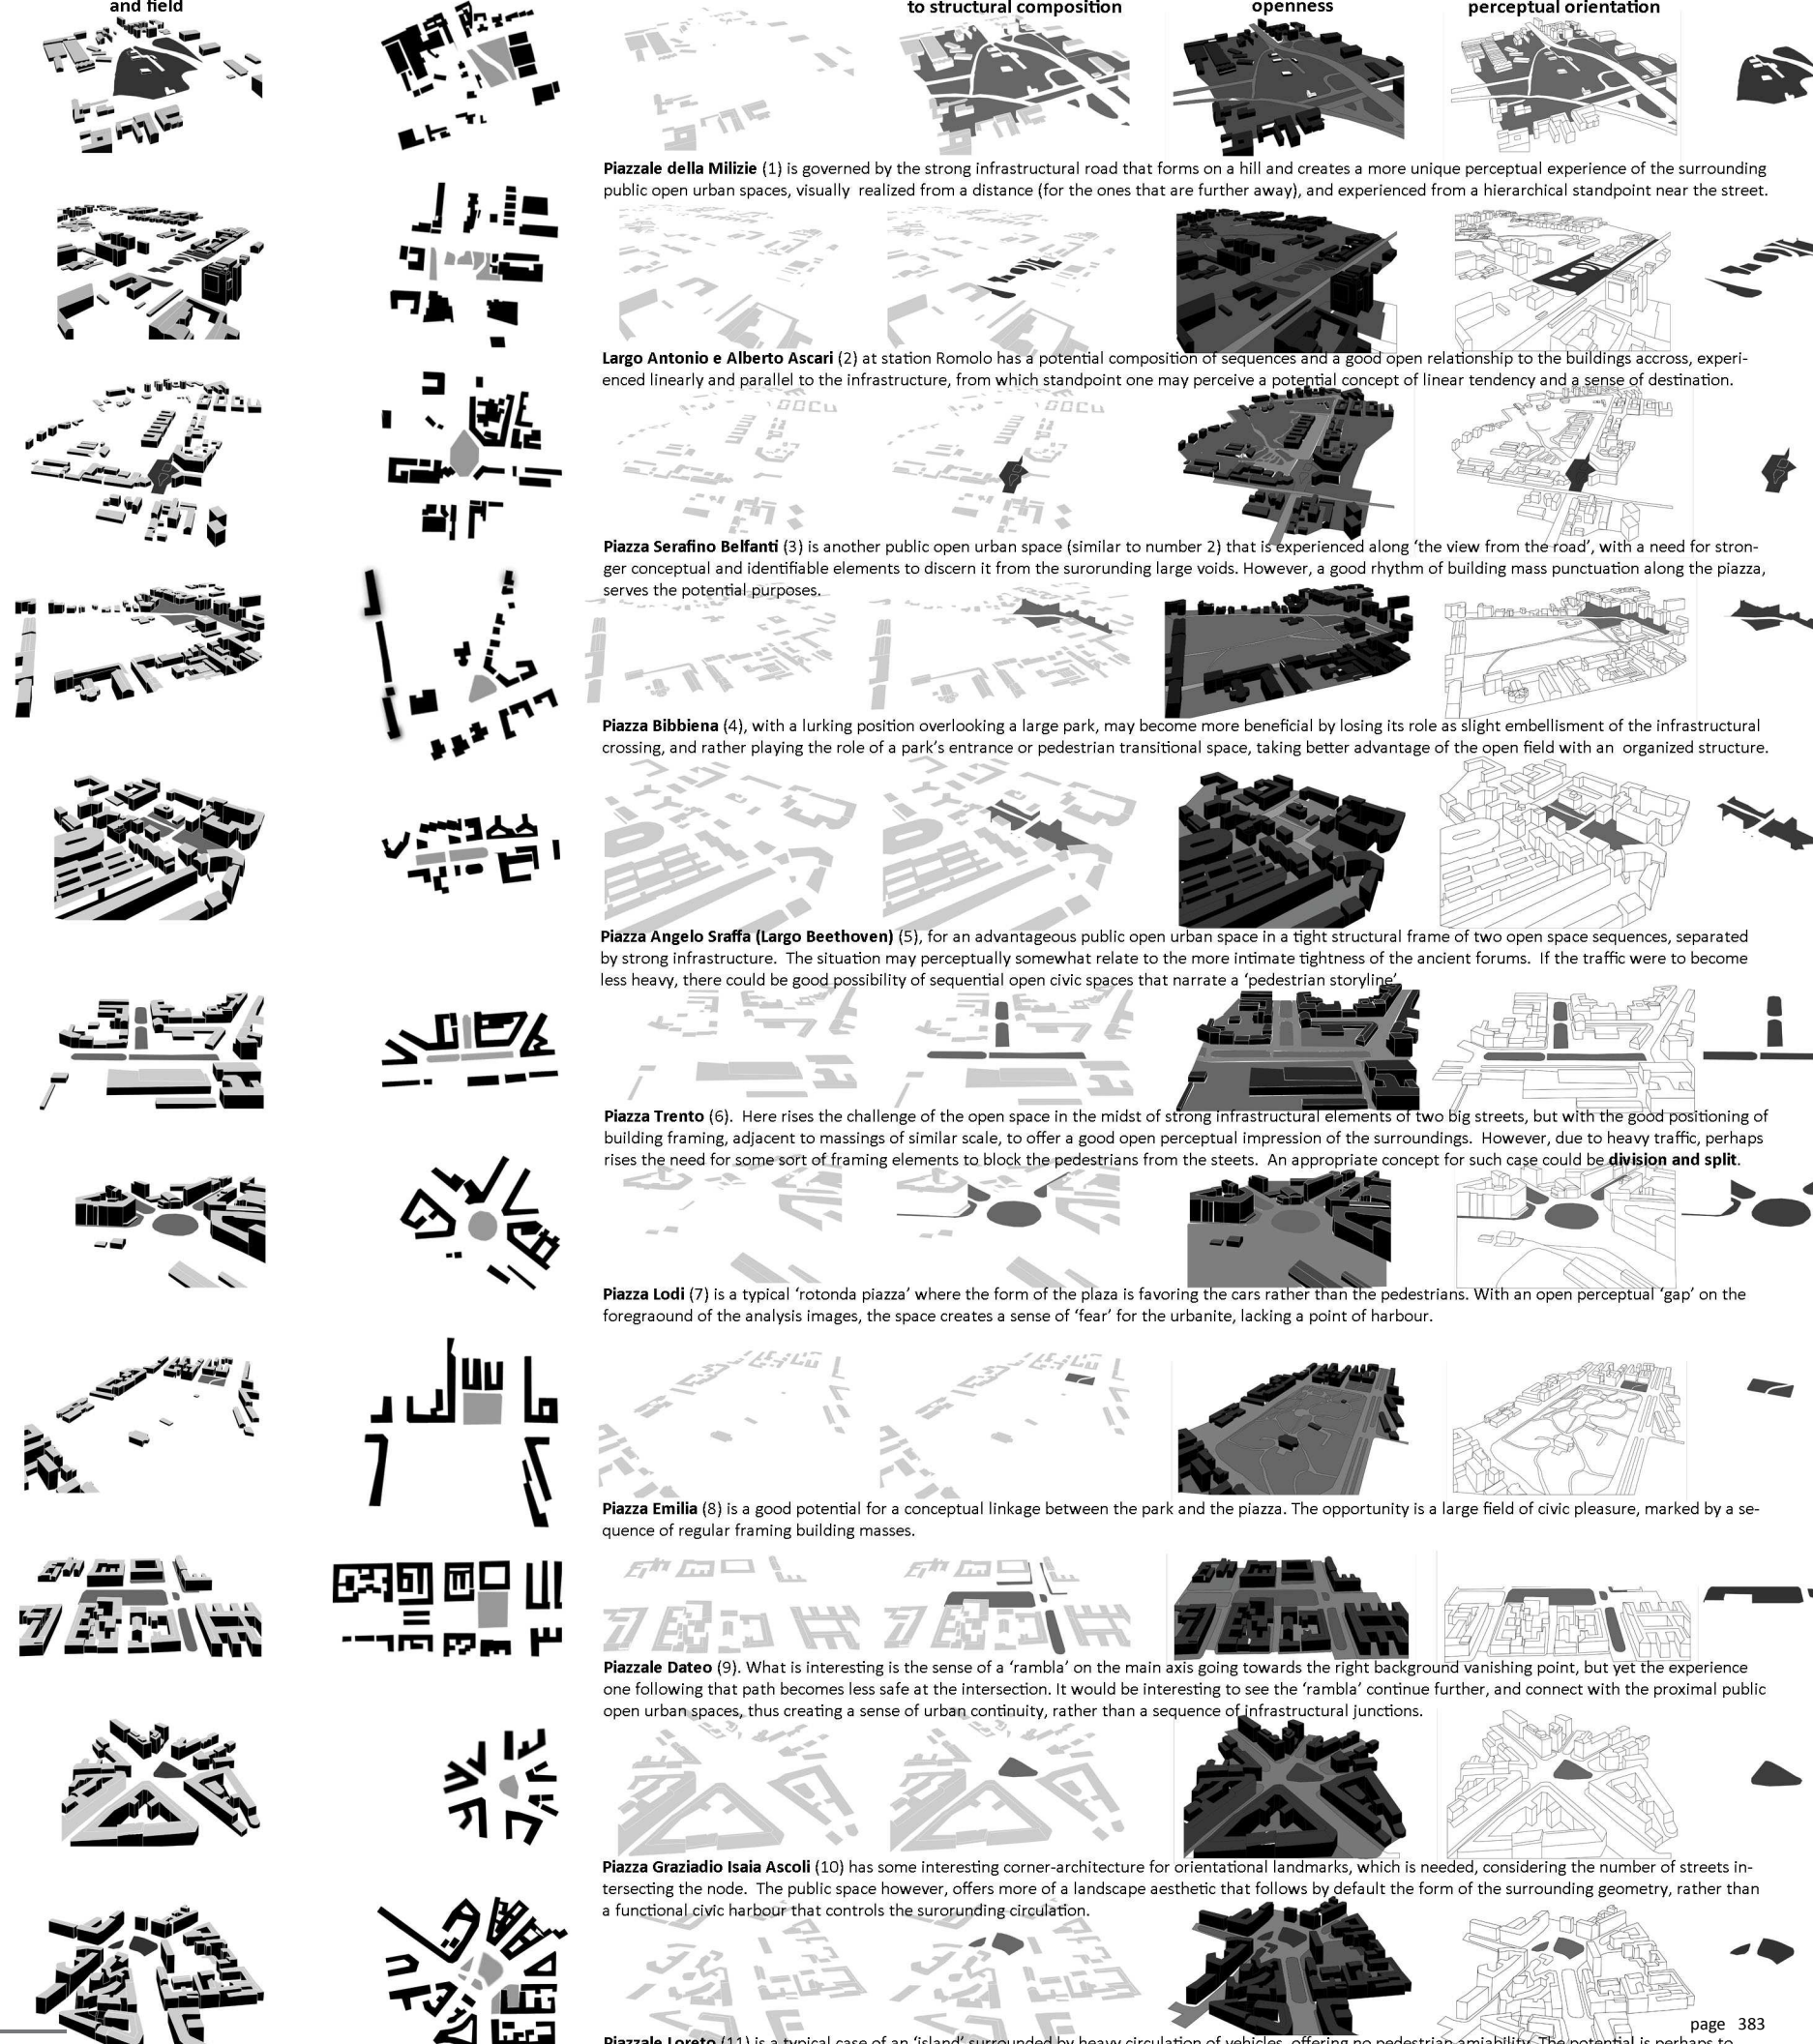 and field
to structural composition
openness
perceptual orientation
Piazzale della Milizie (1) is governed by the strong infrastructural road that forms on a hill and creates a more unique perceptual experience of the surrounding
public open urban spaces, visually realized from a distance (for the ones that are further away), and experienced from a hierarchical standpoint near the street.
Largo Antonio e Alberto Ascari (2) at station Romolo has a potential composition of sequences and a good open relationship to the buildings accross, experi-
enced linearly and parallel to the infrastructure, from which standpoint one may perceive a potential concept of linear tendency and a sense of destination.
Piazza Serafino Belfanti (3) is another public open urban space (similar to number 2) that is experienced along ‘the view from the road’, with a need for stron-
ger conceptual and identifiable elements to discern it from the surorunding large voids. However, a good rhythm of building mass punctuation along the piazza,
serves the potential purposes.
Piazza Bibbiena (4), with a lurking position overlooking a large park, may become more beneficial by losing its role as slight embellisment of the infrastructural
crossing, and rather playing the role of a park’s entrance or pedestrian transitional space, taking better advantage of the open field with an organized structure.
Piazza Angelo Sraffa (Largo Beethoven) (5), for an advantageous public open urban space in a tight structural frame of two open space sequences, separated
by strong infrastructure. The situation may perceptually somewhat relate to the more intimate tightness of the ancient forums. If the traffic were to become
less heavy, there could be good possibility of sequential open civic spaces that narrate a ‘pedestrian storyline’.
Piazza Trento (6). Here rises the challenge of the open space in the midst of strong infrastructural elements of two big streets, but with the good positioning of
building framing, adjacent to massings of similar scale, to offer a good open perceptual impression of the surroundings. However, due to heavy traffic, perhaps
rises the need for some sort of framing elements to block the pedestrians from the steets. An appropriate concept for such case could be division and split.
Piazza Lodi (7) is a typical ‘rotonda piazza’ where the form of the plaza is favoring the cars rather than the pedestrians. With an open perceptual ‘gap’ on the
foregraound of the analysis images, the space creates a sense of ‘fear’ for the urbanite, lacking a point of harbour.
Piazza Emilia (8) is a good potential for a conceptual linkage between the park and the piazza. The opportunity is a large field of civic pleasure, marked by a se-
quence of regular framing building masses.
Piazzale Dateo (9). What is interesting is the sense of a ‘rambla’ on the main axis going towards the right background vanishing point, but yet the experience
one following that path becomes less safe at the intersection. It would be interesting to see the ‘rambla’ continue further, and connect with the proximal public
open urban spaces, thus creating a sense of urban continuity, rather than a sequence of infrastructural junctions.
Piazza Graziadio Isaia Ascoli (10) has some interesting corner-architecture for orientational landmarks, which is needed, considering the number of streets in-
tersecting the node. The public space however, offers more of a landscape aesthetic that follows by default the form of the surrounding geometry, rather than
a functional civic harbour that controls the surorunding circulation.
page 383
Piazzale Loreto (11) is a typical case of an ‘island’ surrounded by heavy circulation of vehicles, offering no pedestrian amiability. The potential is perhaps to